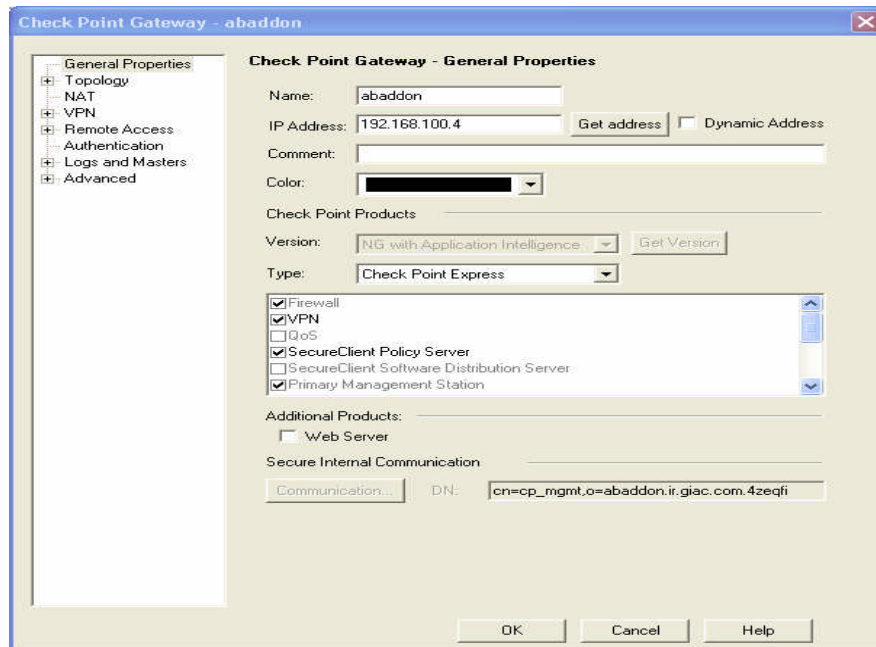 Check Point Gateway - abaddon
General Properties
Topology
NAT
VPN
Remote Access
Authentication
Logs and Masters
Advanced
Check Point Gateway - General Properties
Name: abaddon
IP Address: 192.168.100.4 Get address Dynamic Address
Comment:
Color:
Check Point Products
Version: NG with Application Intelligence Get Version
Type: Check Point Express
Firewall
VPN
QoS
SecureClient Policy Server
SecureClient Software Distribution Server
Primary Management Station
Additional Products:
Web Server
Secure Internal Communication
Communication... DN: cn=cp_mgmt,o=abaddon.ir.giac.com.4zeqfi
OK Cancel Help